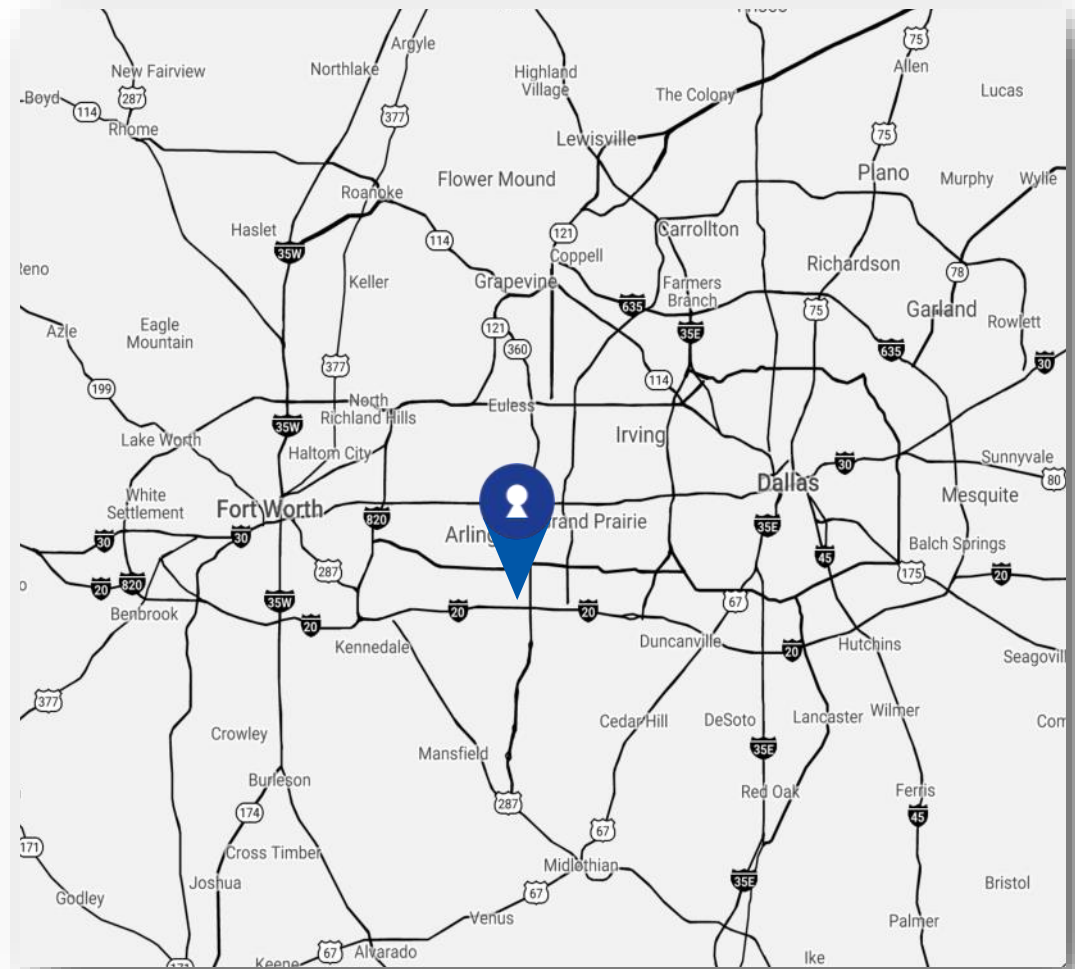 Argyle
75
New Fairview
Northlake
Highland
Village
Allen
287
The Colony
Lucas
Boyd
114
377
Rhome
Lewisville
75
Plano
Flower Mound
Murphy
Wylie
Roanoke
Haslet
121
Carrollton
114
35W
Coppell
Richardson
78
Keller
Grapevine
Farmers
Branch
635
75
Garland
Rowlett
Azle
Eagle
Mountain
121
35E
360
635
30
377
114
199
North
Richland Hills
Euless
35W
Irving
Lake Worth
Haltom City
30
Sunnyvale
80
Dallas
White
Settlement
Mesquite
Fort Worth
820
Grand Prairie
35E
30
30
Arling
Balch Springs
45
287
175
20
820
20
35W
67
Benbrook
20
20
20
Kennedale
Duncanville
Hutchins
20
Seagovil
377
Cedar Hill
DeSoto
Lancaster
Wilmer
Crowley
Mansfield
35E
Burleson
Red Oak
Ferris
287
174
45
67
171
Cross Timber
Midlothian
Joshua
35E
Bristol
Godley
67
Venus
Palmer
67
Alvarado
Ike
Keene
171